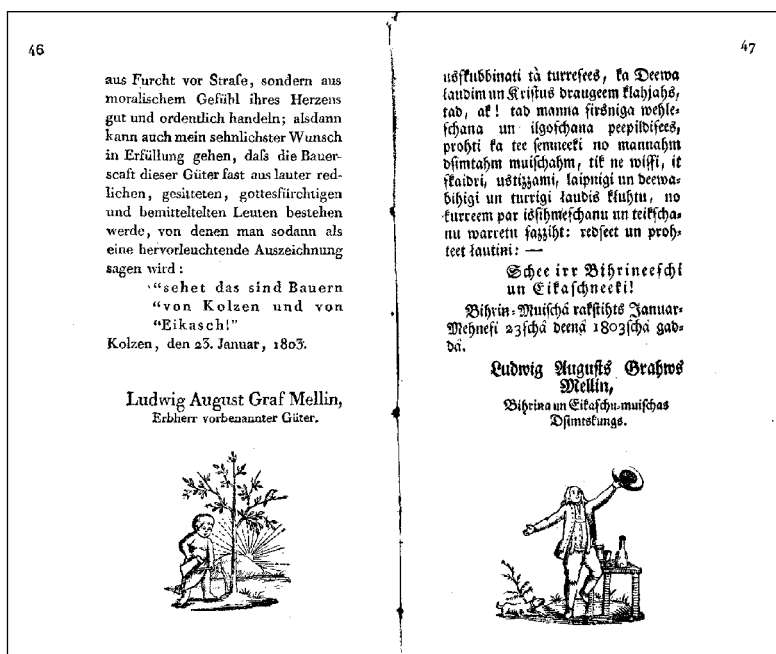 46
aus Furcht vor Straſe, sondern aus
moralischem Gefühl ihres Herzens
gut und ordentlich handeln; alsdann
kann auch mein sehnlichster Wunsch
in Erfüllung gehen, daſs die Bauer-
scaft dieser Güter fast aus lauter red-
lichen, gesitteten, gottesfürchtigen
und bemittelteIten Leuten bestehen
werde, von denen man sodann als
eine hervorleuchtende Auszeichnung
sagen wird:
“sehet das sind Bauern
“von Kolzen und von
“Eikasch!”
Kolzen, den 23. Januar, 1803.
Ludwig August Graf Mellin,
Erbherr vorbenannter Güter.
47
usſkubbinati tà turreſees, ka Deewa
laudim un Kriſtus draugeem klahjahs,
tad, ak! tad manna ſirsniga wehle-
ſchana un ilgoſchana peepildiſees,
prohti ka tee ſemneeki no mannahm
dſimtahm muiſchahm, tik ne wiſſi, it
ſkaidri, ustizzami, laipnigi un deewa-
bihigi un turrigi laudis kluhtu, no
kurreem par isſihmeſchanu un teikſcha-
nu warretu ſazziht: redſeet un proh-
teet lautini: —
Schee irr Bihrineeſchi
un Eikaſchneeki!
Bihrin-Muiſchâ rakſtihts Januar-
Mehneſi 23ſchâ deenâ 1803ſchâ gad-
dâ.
Ludwig Auguſts Grahws
Mellin,
Bihrina un Eikaſchu-muiſchas
Dſimtskungs.